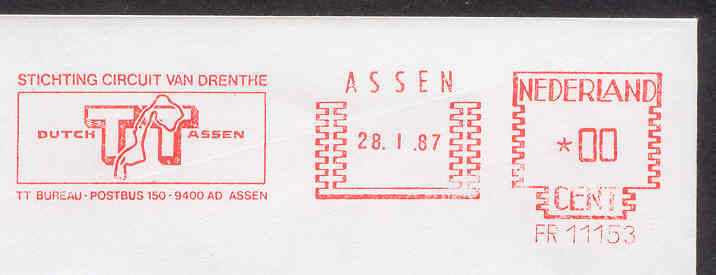 STICHTING CIRCUIT VAN DRENTHE
DUTCH TT ASSEN
TT BUREAU - POSTBUS 150 - 9400 AD ASSEN
ASSEN
28. I .87
NEDERLAND
*00
CENT
FR 11153